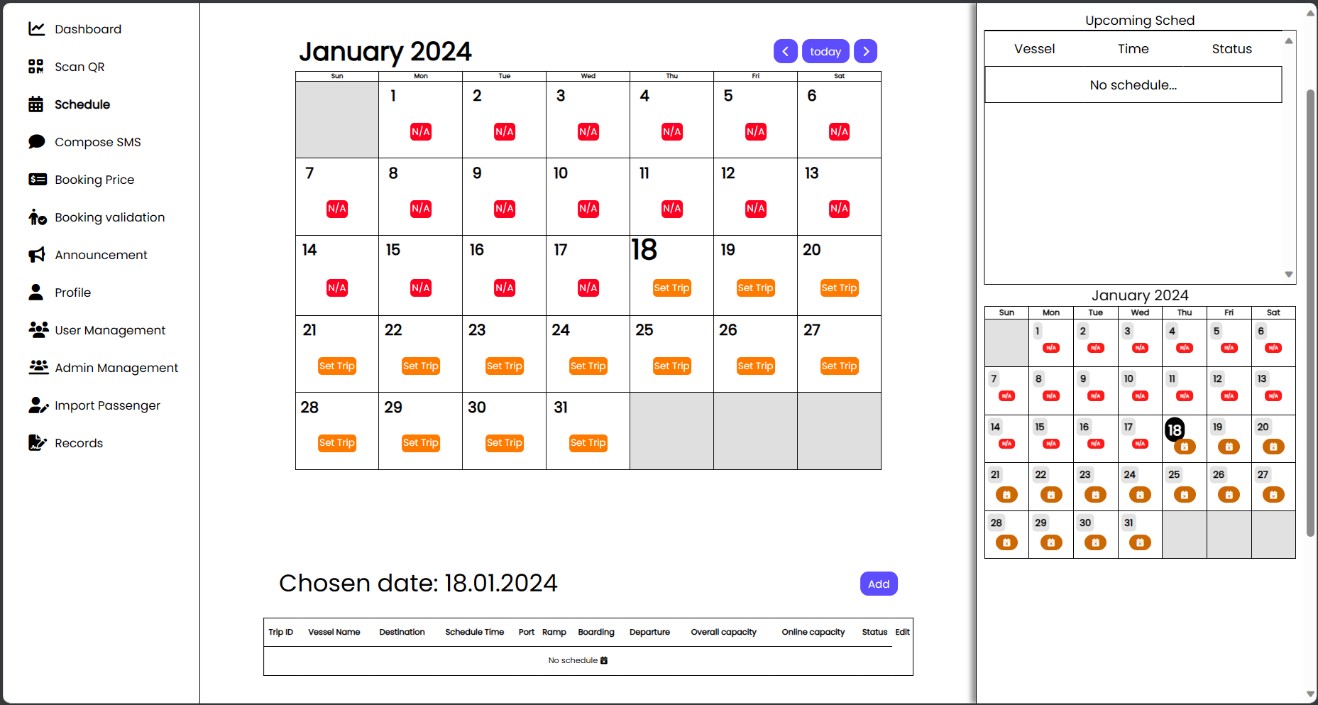 Dashboard
Scan QR
Schedule
Compose SMS
Booking Price
Booking validation
Announcement
Profile
User Management
Admin Management
Import Passenger
Records
January 2024
today
Sun Mon Tue Wed Thu Fri Sat
1 2 3 4 5 6
N/A N/A N/A N/A N/A N/A
7 8 9 10 11 12 13
N/A N/A N/A N/A N/A N/A N/A
14 15 16 17 18 19 20
N/A N/A N/A N/A Set Trip Set Trip Set Trip
21 22 23 24 25 26 27
Set Trip Set Trip Set Trip Set Trip Set Trip Set Trip Set Trip
28 29 30 31
Set Trip Set Trip Set Trip Set Trip
Chosen date: 18.01.2024
Add
Trip ID Vessel Name Destination Schedule Time Port Ramp Boarding Departure Overall capacity Online capacity Status Edit
No schedule
Upcoming Sched
Vessel Time Status
No schedule...
January 2024
Sun Mon Tue Wed Thu Fri Sat
1 2 3 4 5 6
N/A N/A N/A N/A N/A N/A
7 8 9 10 11 12 13
N/A N/A N/A N/A N/A N/A N/A
14 15 16 17 18 19 20
N/A N/A N/A N/A
21 22 23 24 25 26 27
28 29 30 31